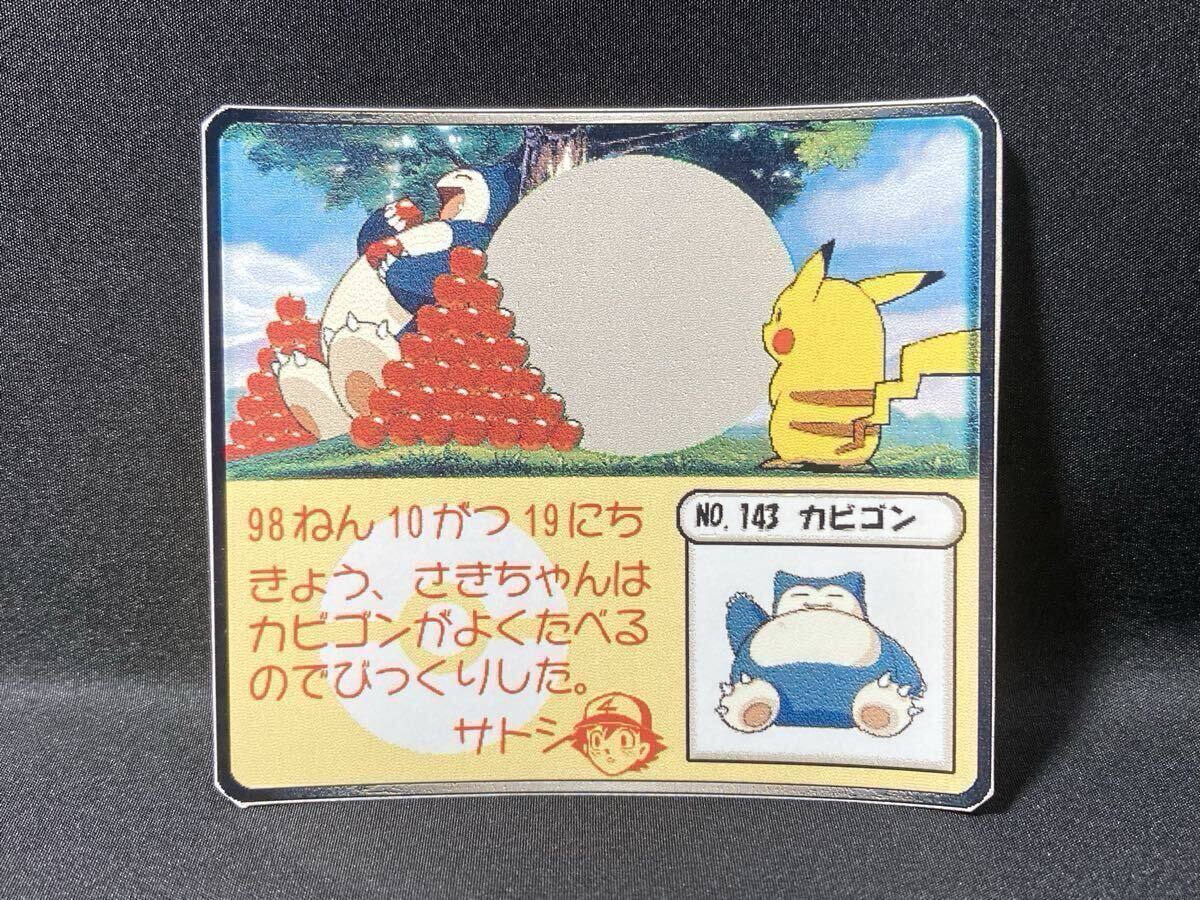 98ねん10がつ19にち
きょう、さきちゃんは
カビゴンがよくたべる
のでびっくりした。
サトシ
NO. 143 カビゴン